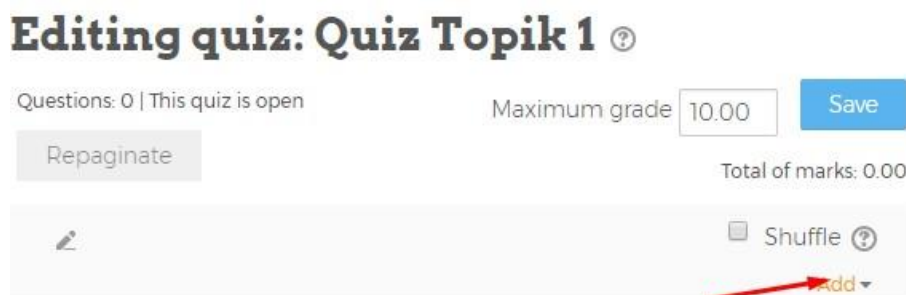 Editing quiz: Quiz Topik 1
Questions: 0 | This quiz is open
Maximum grade 10.00 Save
Repaginate
Total of marks: 0.00
Shuffle
Add